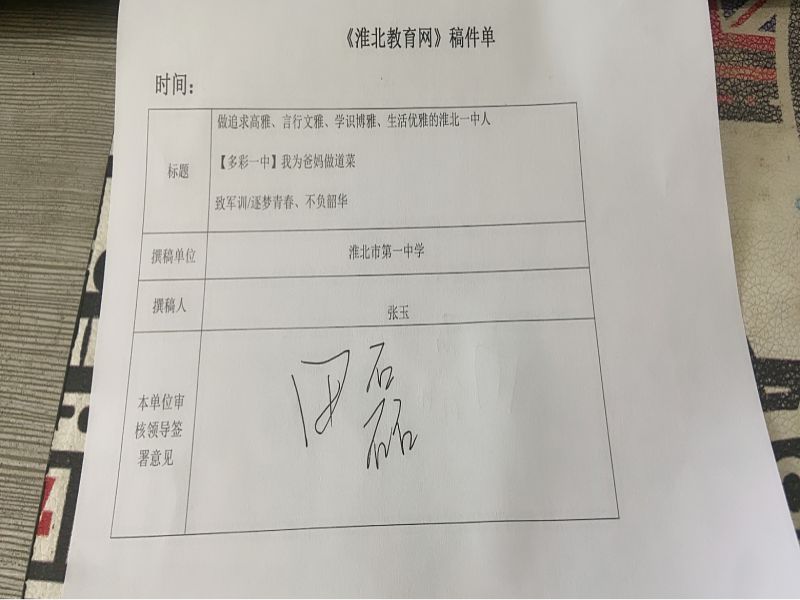 《淮北教育网》稿件单
时间：
标题
做追求高雅、言行文雅、学识博雅、生活优雅的淮北一中人
【多彩一中】我为爸妈做道菜
致军训/逐梦青春、不负韶华
撰稿单位
淮北市第一中学
撰稿人
张玉
本单位审
核领导签
署意见
田磊